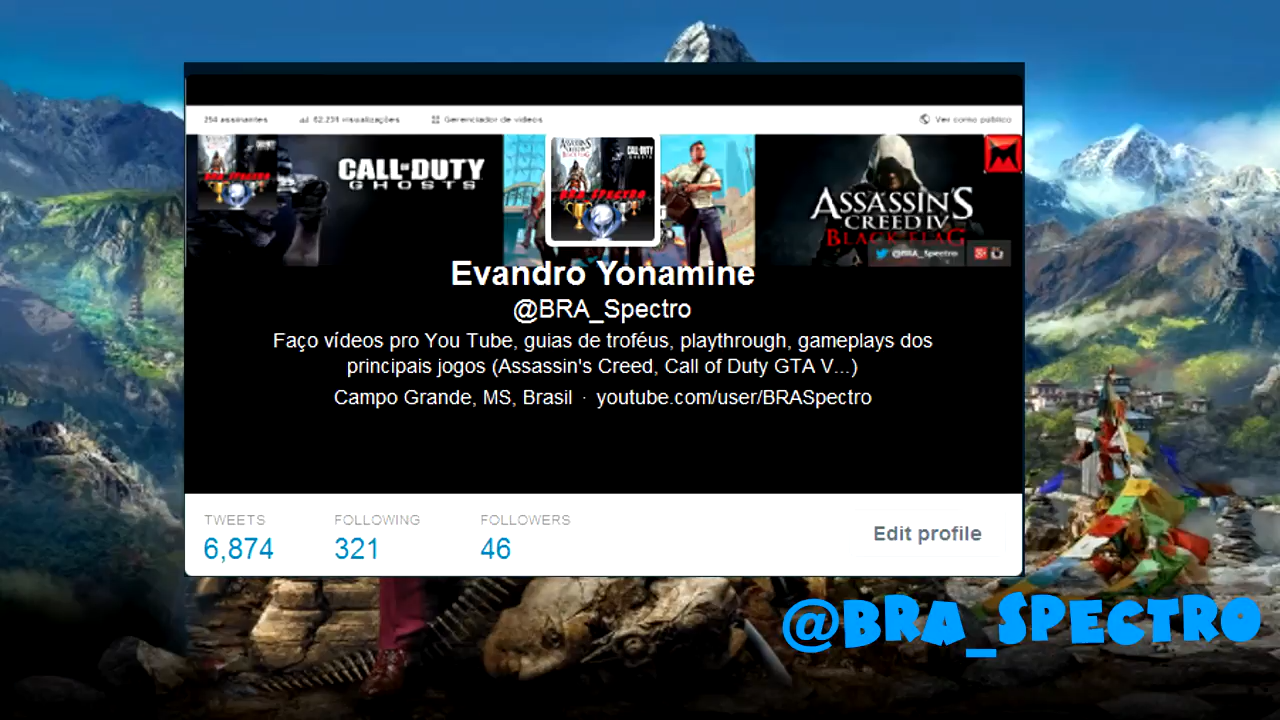 254 assinantes 62.231 visualizações Gerenciador de vídeos Ver como público
CALL OF DUTY
GHOSTS
ASSASSIN'S
CREED IV
BLACK FLAG
BRA_SPECTRO
@BRA_Spectro
Evandro Yonamine
@BRA_Spectro
Faço vídeos pro You Tube, guias de troféus, playthrough, gameplays dos
principais jogos (Assassin's Creed, Call of Duty GTA V...)
Campo Grande, MS, Brasil · youtube.com/user/BRASpectro
TWEETS FOLLOWING FOLLOWERS
6,874 321 46
Edit profile
@BRA_SPECTRO